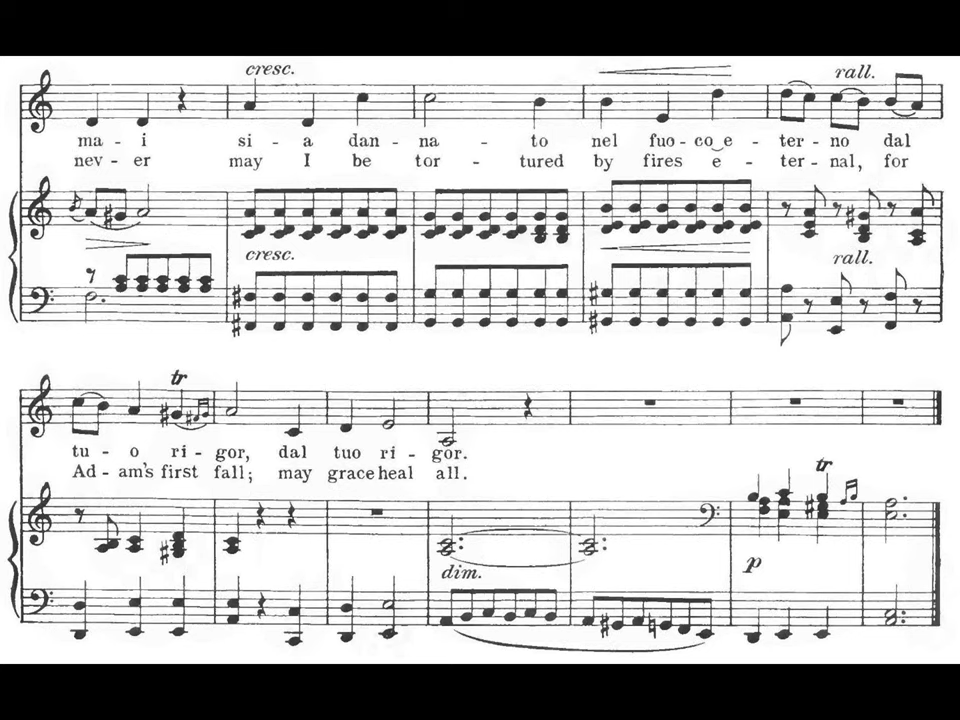 cresc.
rall.
ma - i si - a dan - na - to nel fuo - co e - ter - no dal
nev - er may I be tor - tured by fires e - ter - nal, for
cresc.
rall.
tr
tu - o ri - gor, dal tuo ri - gor.
Ad - am's first fall; may grace heal all.
tr
dim.
p